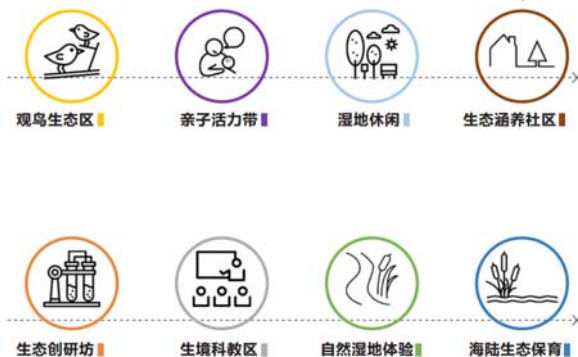 观鸟生态区
亲子活力带
湿地休闲
生态涵养社区
生态创研坊
生境科教区
自然湿地体验
海陆生态保育